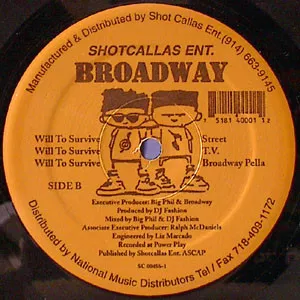 Manufactured & Distributed by Shot Callas Ent. (914) 663-9145
SHOTCALLAS ENT.
BROADWAY
Will To Survive Street
Will To Survive T.V.
Will To Survive Broadway Pella
SIDE B
Executive Producer: Big Phil & Broadway
Produced by DJ Fashion
Mixed by Big Phil & DJ Fashion
Associate Executive Producer: Ralph McDaniels
Engineered by Liz Marcado
Recorded at Power Play
Published by Shotcallas Ent. ASCAP
Distributed by National Music Distributors Tel / Fax 718-409-1172